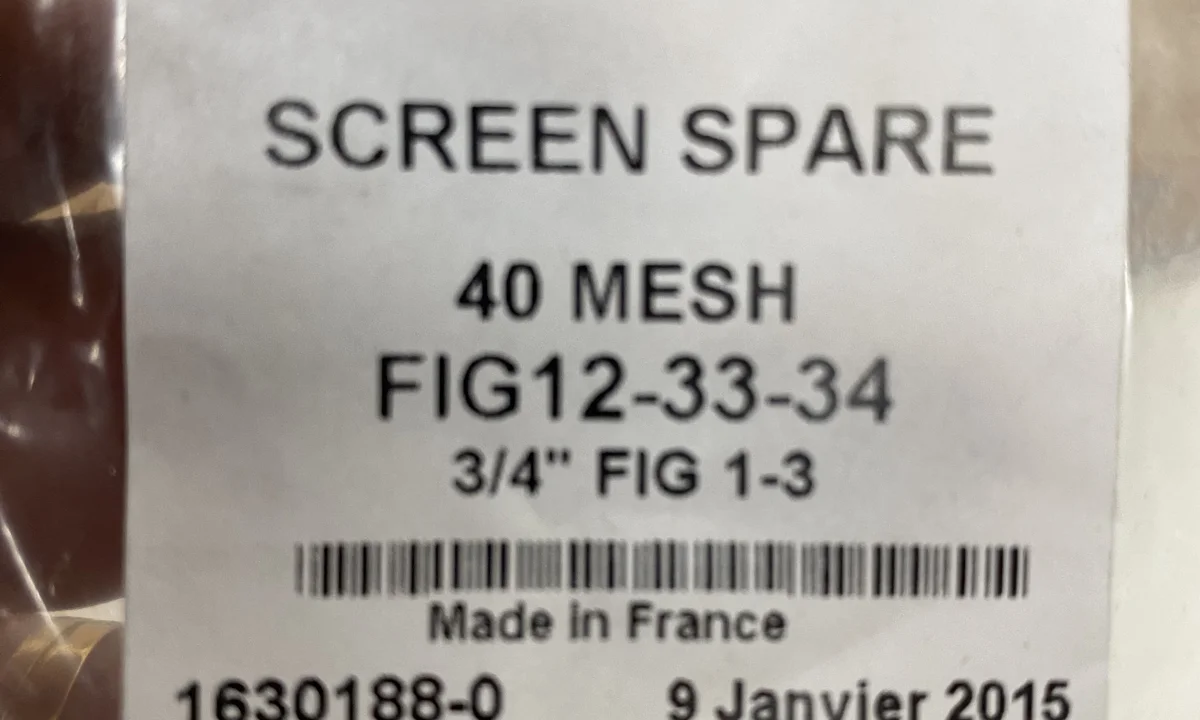 SCREEN SPARE
40 MESH
FIG12-33-34
3/4" FIG 1-3
Made in France
1630188-0 9 Janvier 2015